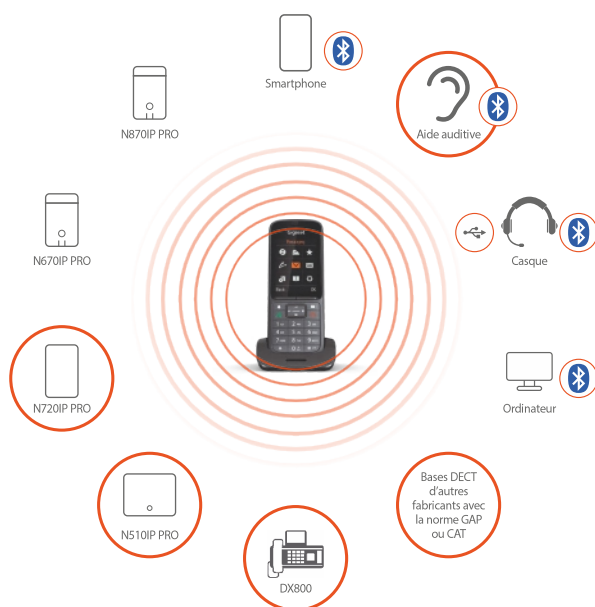 Smartphone
N870IP PRO
Aide auditive
N670IP PRO
Casque
N720IP PRO
Ordinateur
N510IP PRO
Bases DECT
d'autres
fabricants avec
la norme GAP
ou CAT
DX800
Gigaset